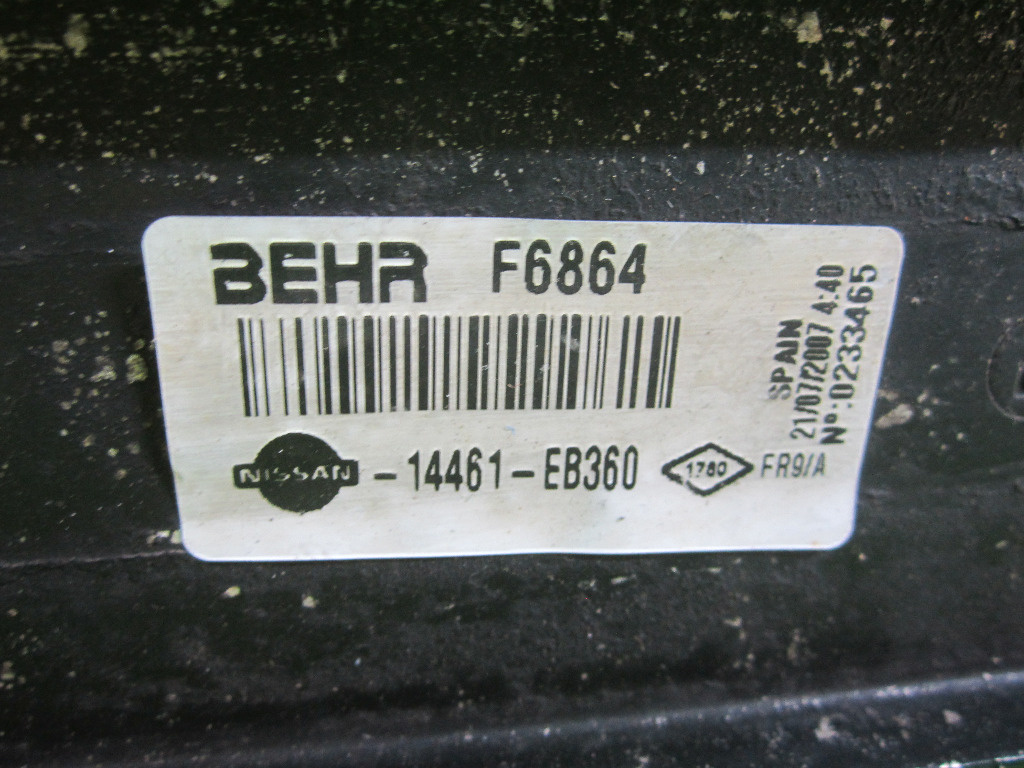 BEHR F6864
NISSAN -14461-EB360 1780 FR9/A
SPAIN
21/07/2007 4:40
Nº:0233465